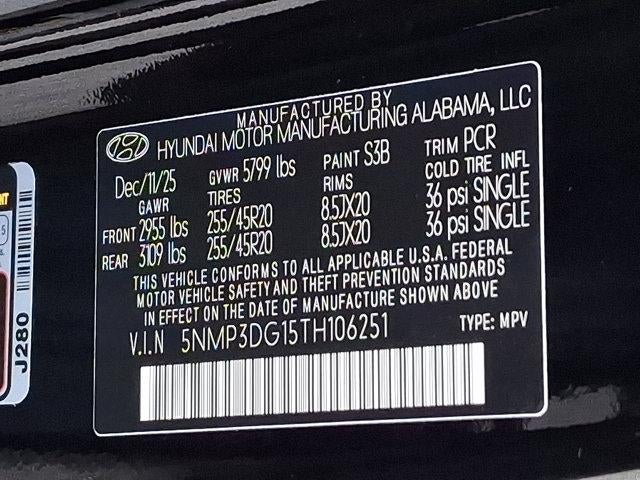 MANUFACTURED BY
HYUNDAI MOTOR MANUFACTURING ALABAMA, LLC
Dec/11/25 GVWR 5799 lbs PAINT S3B TRIM PCR
GAWR TIRES RIMS COLD TIRE INFL
FRONT 2955 lbs 255/45R20 8.5JX20 36 psi SINGLE
REAR 3109 lbs 255/45R20 8.5JX20 36 psi SINGLE
THIS VEHICLE CONFORMS TO ALL APPLICABLE U.S.A. FEDERAL
MOTOR VEHICLE SAFETY AND THEFT PREVENTION STANDARDS
IN EFFECT ON THE DATE OF MANUFACTURE SHOWN ABOVE
V.I.N 5NMP3DG15TH106251 TYPE: MPV
J280